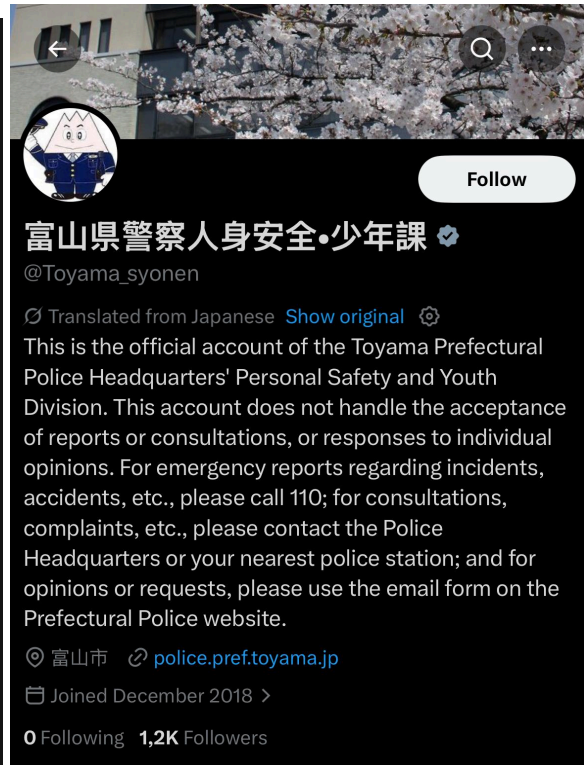 Follow
富山県警察人身安全•少年課
@Toyama_syonen
Translated from Japanese Show original
This is the official account of the Toyama Prefectural
Police Headquarters' Personal Safety and Youth
Division. This account does not handle the acceptance
of reports or consultations, or responses to individual
opinions. For emergency reports regarding incidents,
accidents, etc., please call 110; for consultations,
complaints, etc., please contact the Police
Headquarters or your nearest police station; and for
opinions or requests, please use the email form on the
Prefectural Police website.
富山市 police.pref.toyama.jp
Joined December 2018
0 Following 1,2K Followers